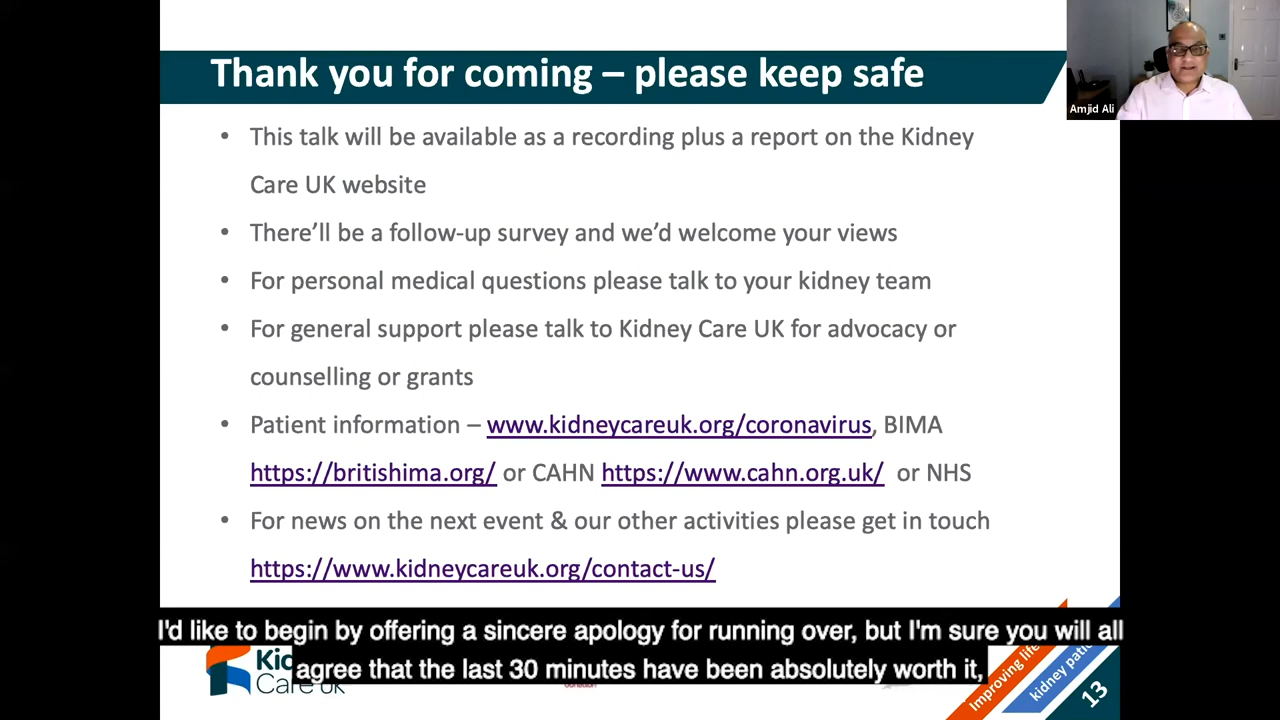 Thank you for coming – please keep safe
Amjid Ali
• This talk will be available as a recording plus a report on the Kidney
Care UK website
• There'll be a follow-up survey and we'd welcome your views
• For personal medical questions please talk to your kidney team
• For general support please talk to Kidney Care UK for advocacy or
counselling or grants
• Patient information – www.kidneycareuk.org/coronavirus, BIMA
https://britishima.org/ or CAHN https://www.cahn.org.uk/ or NHS
• For news on the next event & our other activities please get in touch
https://www.kidneycareuk.org/contact-us/
I'd like to begin by offering a sincere apology for running over, but I'm sure you will all
agree that the last 30 minutes have been absolutely worth it,
Care UK
Improving life
kidney patie
13